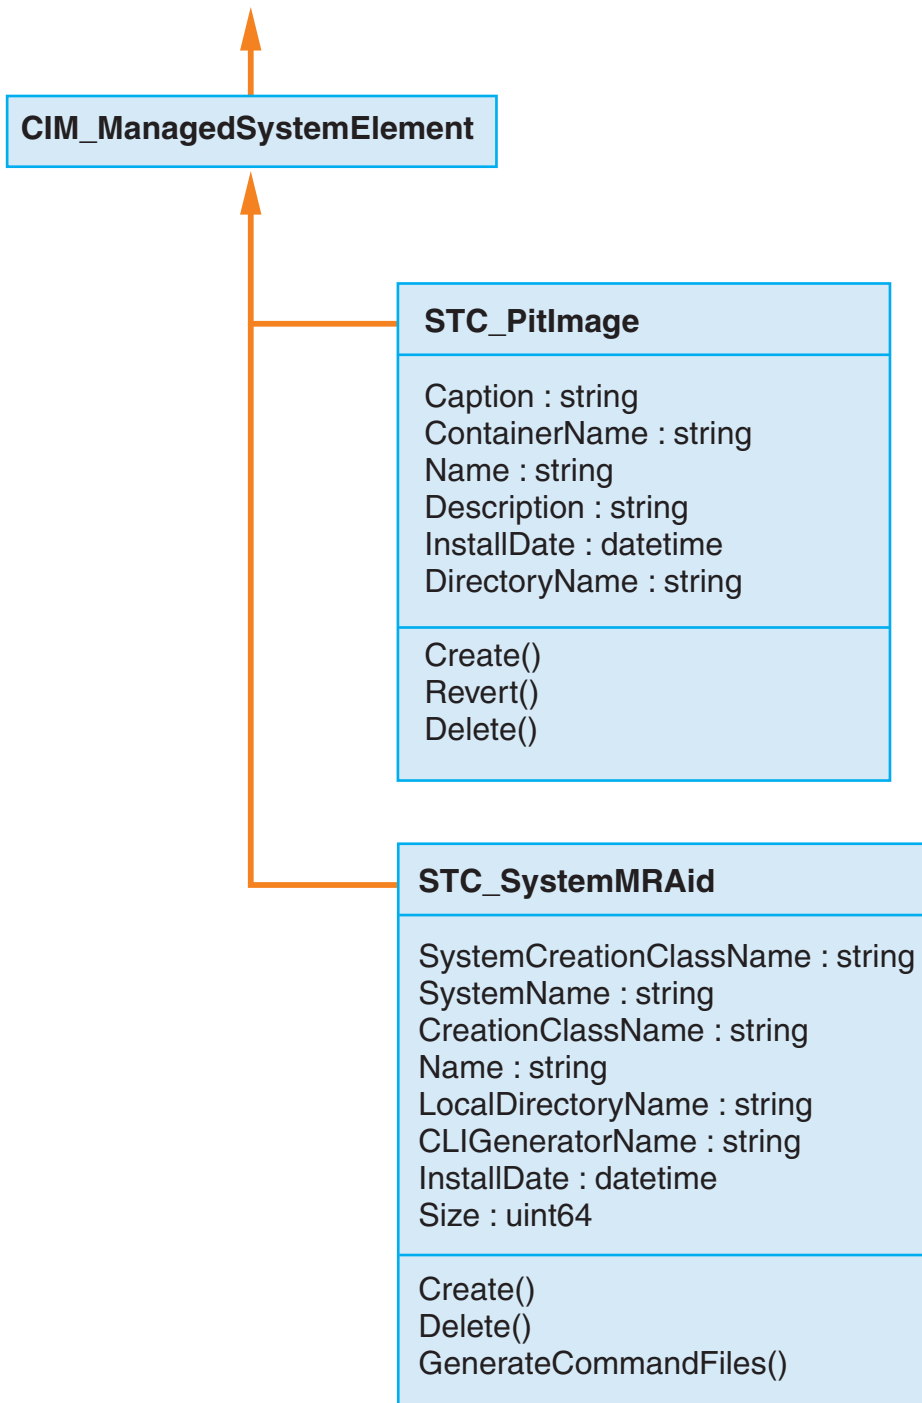 CIM_ManagedSystemElement
STC_PitImage
Caption : string
ContainerName : string
Name : string
Description : string
InstallDate : datetime
DirectoryName : string
Create()
Revert()
Delete()
STC_SystemMRAid
SystemCreationClassName : string
SystemName : string
CreationClassName : string
Name : string
LocalDirectoryName : string
CLIGeneratorName : string
InstallDate : datetime
Size : uint64
Create()
Delete()
GenerateCommandFiles()